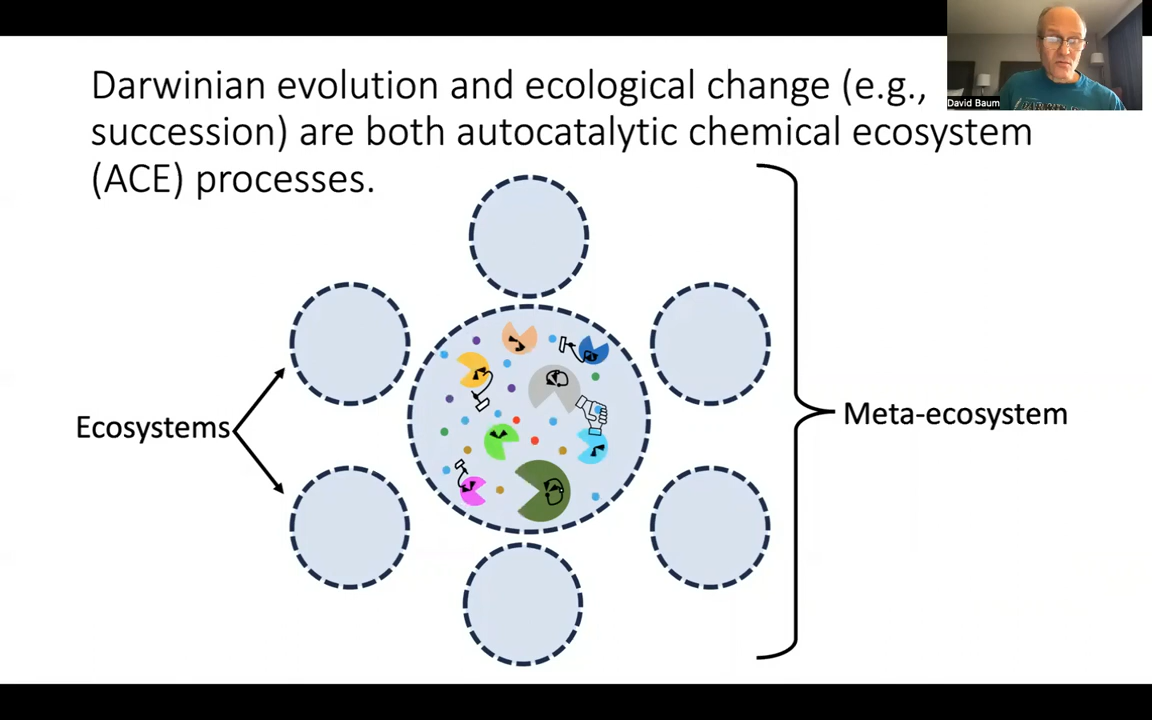 Darwinian evolution and ecological change (e.g.,
succession) are both autocatalytic chemical ecosystem
(ACE) processes.
David Baum
Ecosystems
Meta-ecosystem